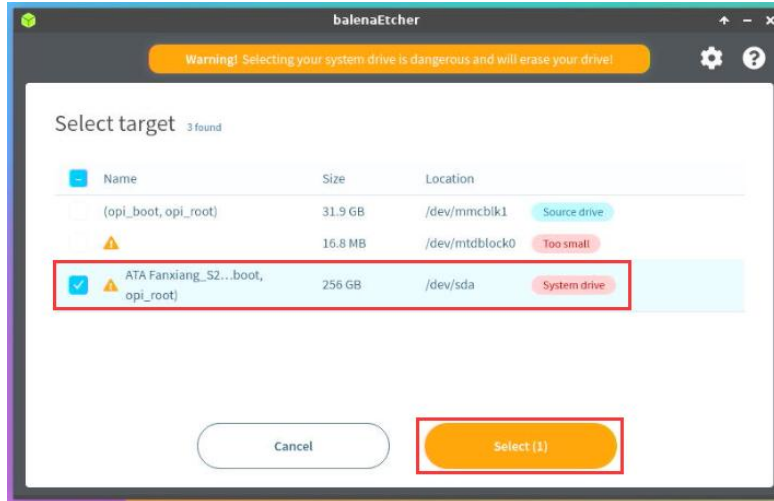 balenaEtcher
Warning! Selecting your system drive is dangerous and will erase your drive!
Select target 3 found
Name Size Location
(opi_boot, opi_root) 31.9 GB /dev/mmcblk1 Source drive
16.8 MB /dev/mtdblock0 Too small
ATA Fanxiang_S2...boot,
opi_root) 256 GB /dev/sda System drive
Cancel Select (1)